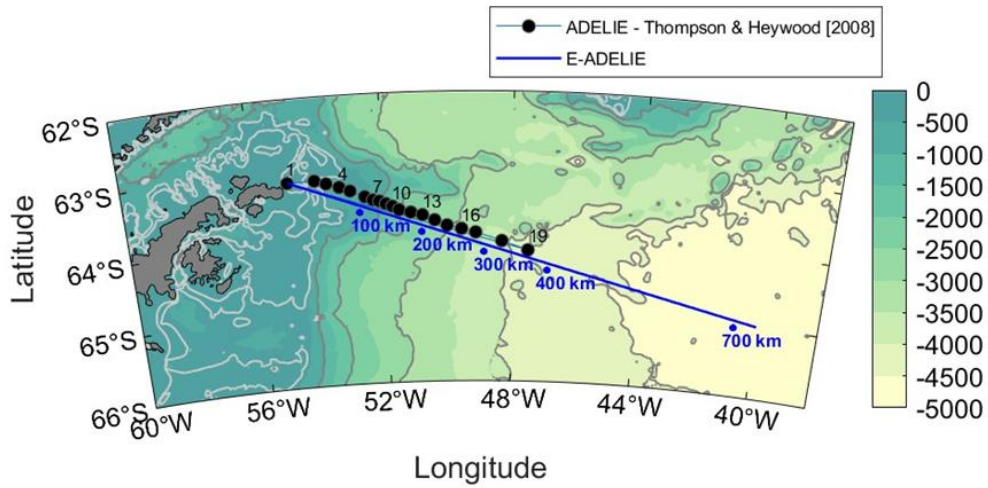 ADELIE - Thompson & Heywood [2008]
E-ADELIE
62°S
63°S
64°S
65°S
66°S
Latitude
1
4
7
10
13
16
19
100 km
200 km
300 km
400 km
700 km
60°W
56°W
52°W
48°W
44°W
40°W
Longitude
0
-500
-1000
-1500
-2000
-2500
-3000
-3500
-4000
-4500
-5000